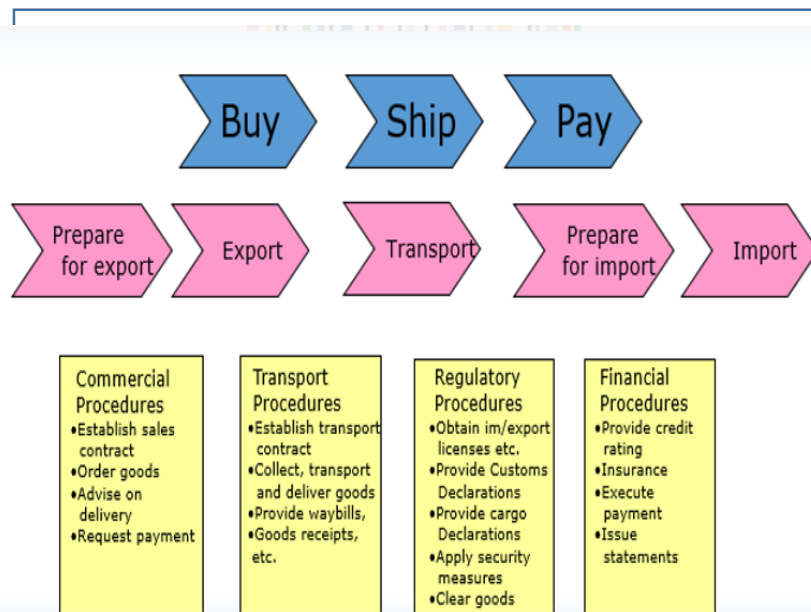 Buy
Ship
Pay
Prepare
for export
Export
Transport
Prepare
for import
Import
Commercial
Procedures
•Establish sales
contract
•Order goods
•Advise on
delivery
•Request payment
Transport
Procedures
•Establish transport
contract
•Collect, transport
and deliver goods
•Provide waybills,
•Goods receipts,
etc.
Regulatory
Procedures
•Obtain im/export
licenses etc.
•Provide Customs
Declarations
•Provide cargo
Declarations
•Apply security
measures
•Clear goods
Financial
Procedures
•Provide credit
rating
•Insurance
•Execute
payment
•Issue
statements